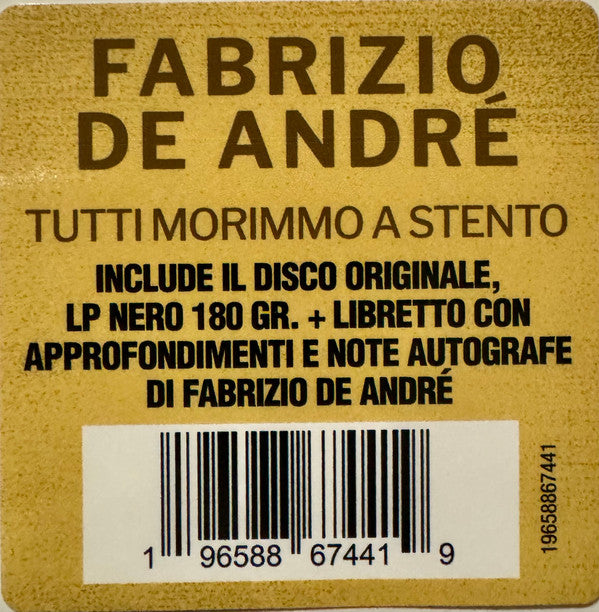 FABRIZIO
DE ANDRÉ
TUTTI MORIMMO A STENTO
INCLUDE IL DISCO ORIGINALE,
LP NERO 180 GR. + LIBRETTO CON
APPROFONDIMENTI E NOTE AUTOGRAFE
DI FABRIZIO DE ANDRÉ
1 96588 67441 9
19658867441